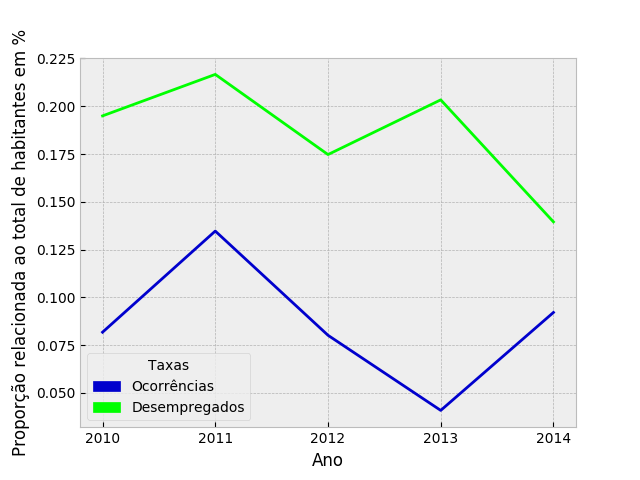 Proporção relacionada ao total de habitantes em %
0.225
0.200
0.175
0.150
0.125
0.100
0.075
0.050
Taxas
Ocorrências
Desempregados
2010 2011 2012 2013 2014
Ano